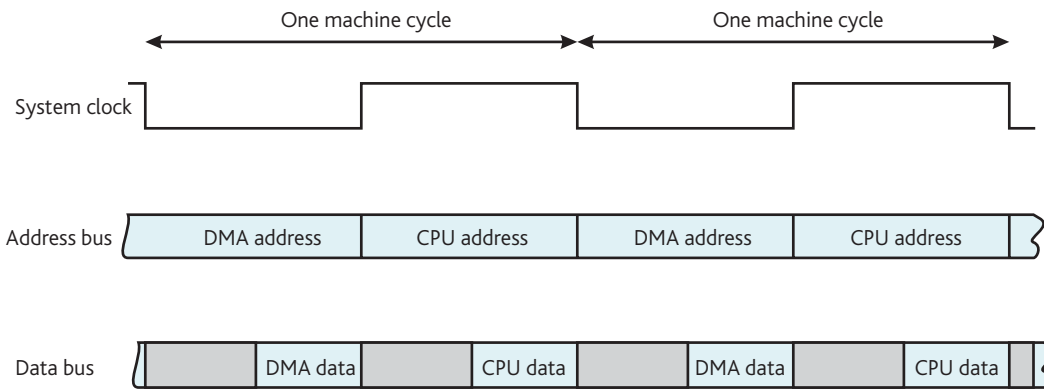 One machine cycle One machine cycle
System clock
Address bus DMA address CPU address DMA address CPU address
Data bus DMA data CPU data DMA data CPU data